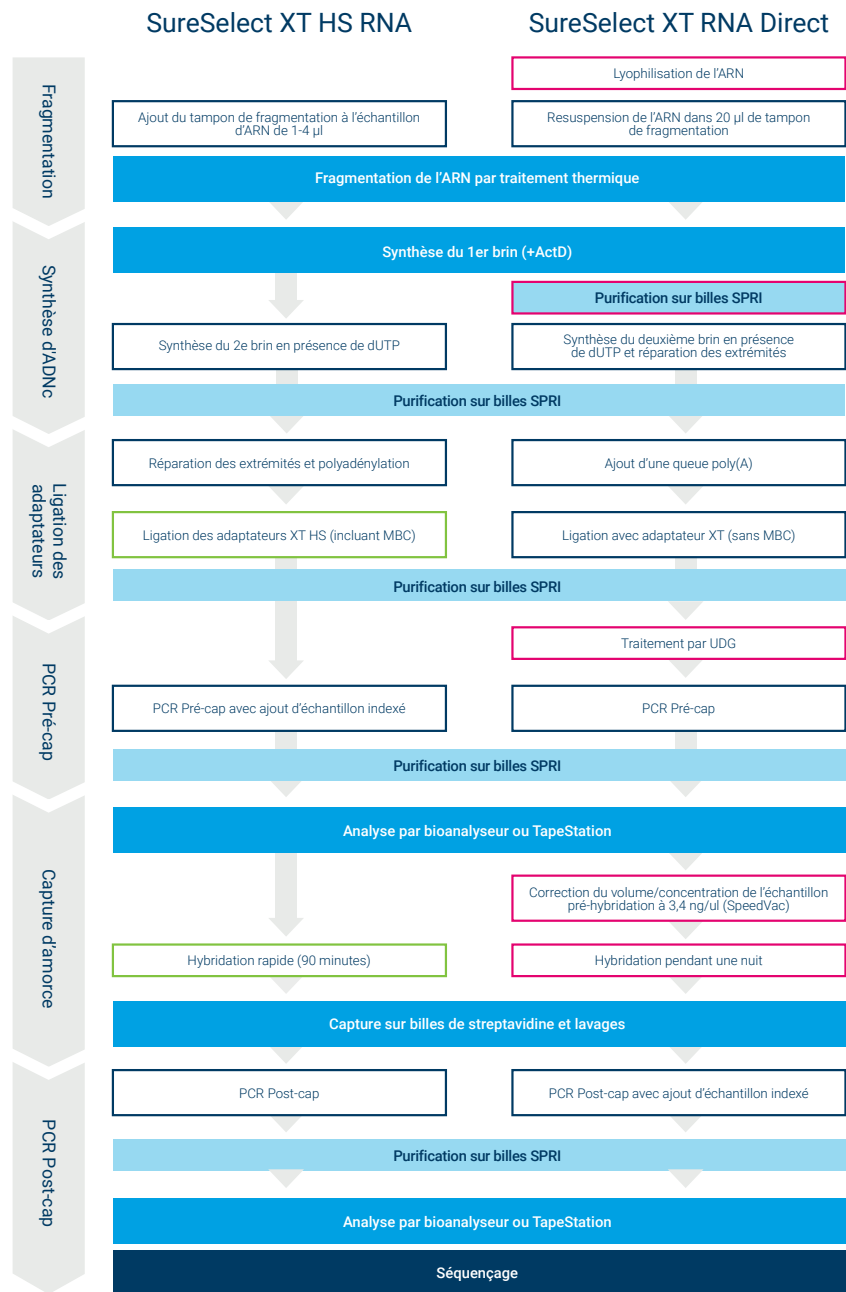 SureSelect XT HS RNA
SureSelect XT RNA Direct
Fragmentation
Lyophilisation de l'ARN
Ajout du tampon de fragmentation à l'échantillon
d'ARN de 1-4 µl
Resuspension de l'ARN dans 20 µl de tampon
de fragmentation
Fragmentation de l'ARN par traitement thermique
Synthèse d'ADNc
Synthèse du 1er brin (+ActD)
Purification sur billes SPRI
Synthèse du 2e brin en présence de dUTP
Synthèse du deuxième brin en présence
de dUTP et réparation des extrémités
Purification sur billes SPRI
Ligation des
adaptateurs
Réparation des extrémités et polyadénylation
Ajout d'une queue poly(A)
Ligation des adaptateurs XT HS (incluant MBC)
Ligation avec adaptateur XT (sans MBC)
Purification sur billes SPRI
PCR Pré-cap
Traitement par UDG
PCR Pré-cap avec ajout d'échantillon indexé
PCR Pré-cap
Purification sur billes SPRI
Capture d'amorce
Analyse par bioanalyseur ou TapeStation
Correction du volume/concentration de l'échantillon
pré-hybridation à 3,4 ng/ul (SpeedVac)
Hybridation rapide (90 minutes)
Hybridation pendant une nuit
Capture sur billes de streptavidine et lavages
PCR Post-cap
PCR Post-cap
PCR Post-cap avec ajout d'échantillon indexé
Purification sur billes SPRI
Analyse par bioanalyseur ou TapeStation
Séquençage